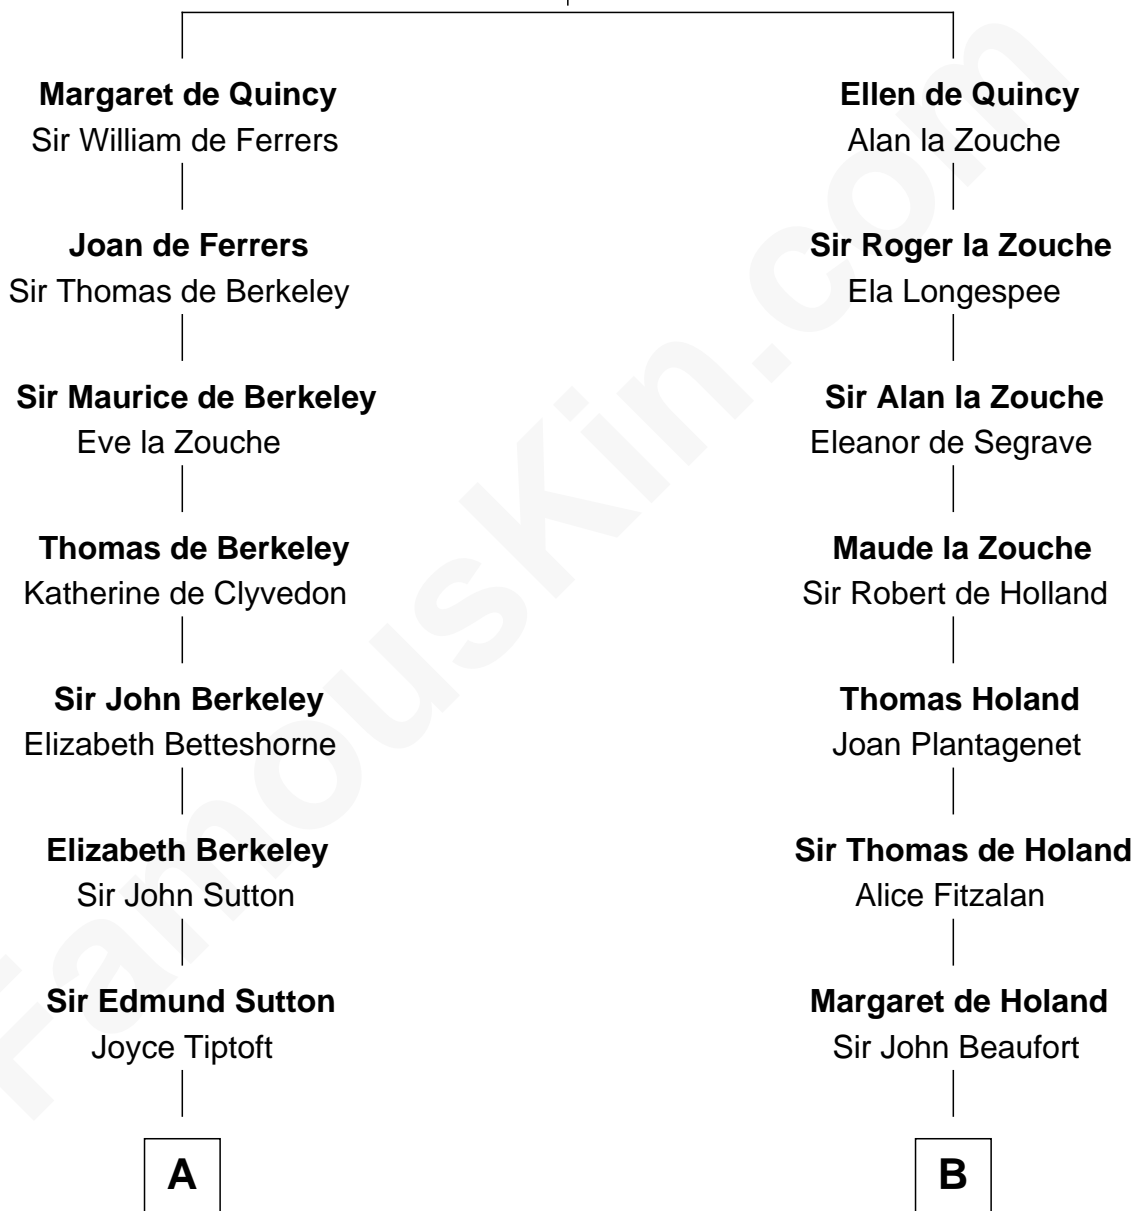 Margaret de Quincy
Sir William de Ferrers
Joan de Ferrers
Sir Thomas de Berkeley
Sir Maurice de Berkeley
Eve la Zouche
Thomas de Berkeley
Katherine de Clyvedon
Sir John Berkeley
Elizabeth Betteshorne
Elizabeth Berkeley
Sir John Sutton
Sir Edmund Sutton
Joyce Tiptoft
A
Ellen de Quincy
Alan la Zouche
Sir Roger la Zouche
Ela Longespee
Sir Alan la Zouche
Eleanor de Segrave
Maude la Zouche
Sir Robert de Holland
Thomas Holand
Joan Plantagenet
Sir Thomas de Holand
Alice Fitzalan
Margaret de Holand
Sir John Beaufort
B
FamousKin.com